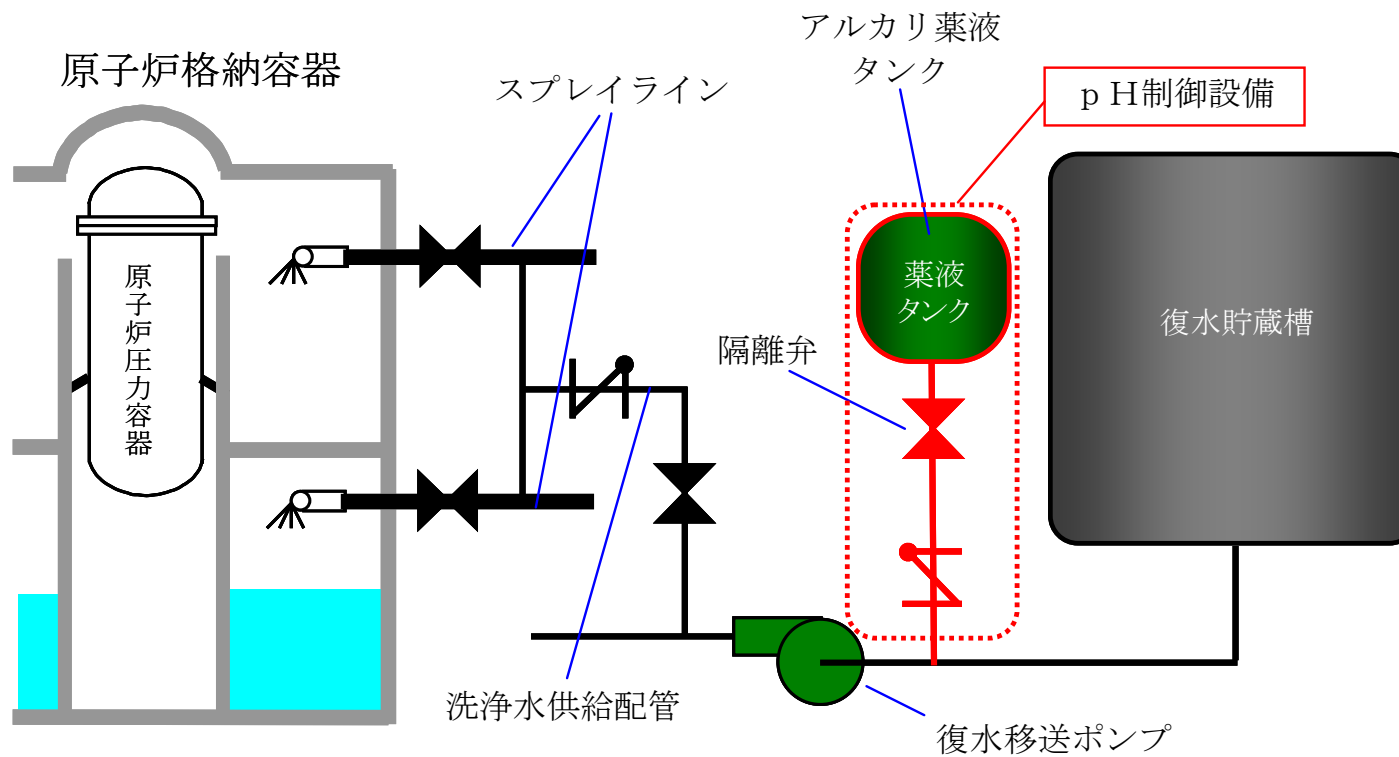 アルカリ薬液
タンク
原子炉格納容器
スプレイライン
ｐＨ制御設備
原子炉圧力容器
薬液
タンク
復水貯蔵槽
隔離弁
洗浄水供給配管
復水移送ポンプ